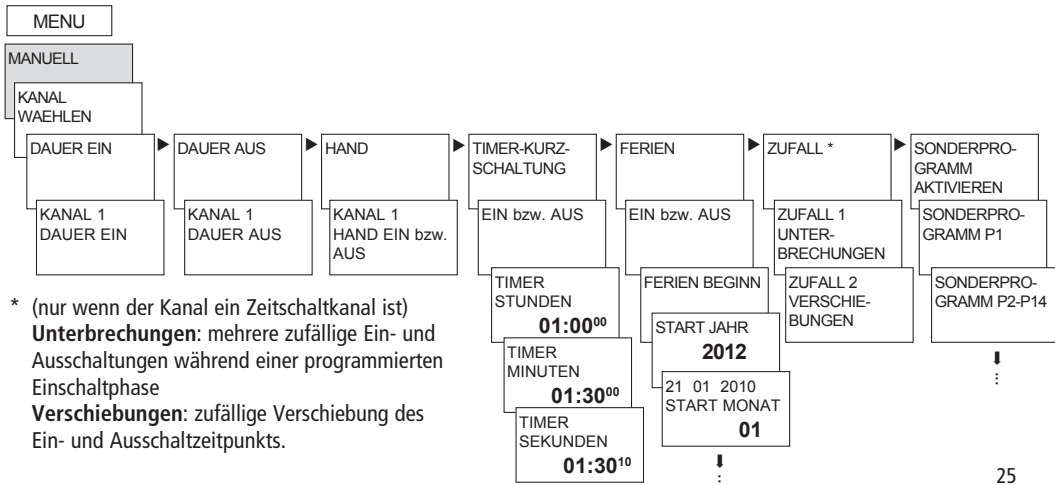 MENU
MANUELL
KANAL
WAEHLEN
DAUER EIN
KANAL 1
DAUER EIN
DAUER AUS
KANAL 1
DAUER AUS
HAND
KANAL 1
HAND EIN bzw.
AUS
TIMER-KURZ-
SCHALTUNG
EIN bzw. AUS
TIMER
STUNDEN
01:00⁰⁰
TIMER
MINUTEN
01:30⁰⁰
TIMER
SEKUNDEN
01:30¹⁰
FERIEN
EIN bzw. AUS
FERIEN BEGINN
START JAHR
2012
21 01 2010
START MONAT
01
ZUFALL *
ZUFALL 1
UNTER-
BRECHUNGEN
ZUFALL 2
VERSCHIE-
BUNGEN
SONDERPRO-
GRAMM
AKTIVIEREN
SONDERPRO-
GRAMM P1
SONDERPRO-
GRAMM P2-P14
* (nur wenn der Kanal ein Zeitschaltkanal ist)
Unterbrechungen: mehrere zufällige Ein- und
Ausschaltungen während einer programmierten
Einschaltphase
Verschiebungen: zufällige Verschiebung des
Ein- und Ausschaltzeitpunkts.
25